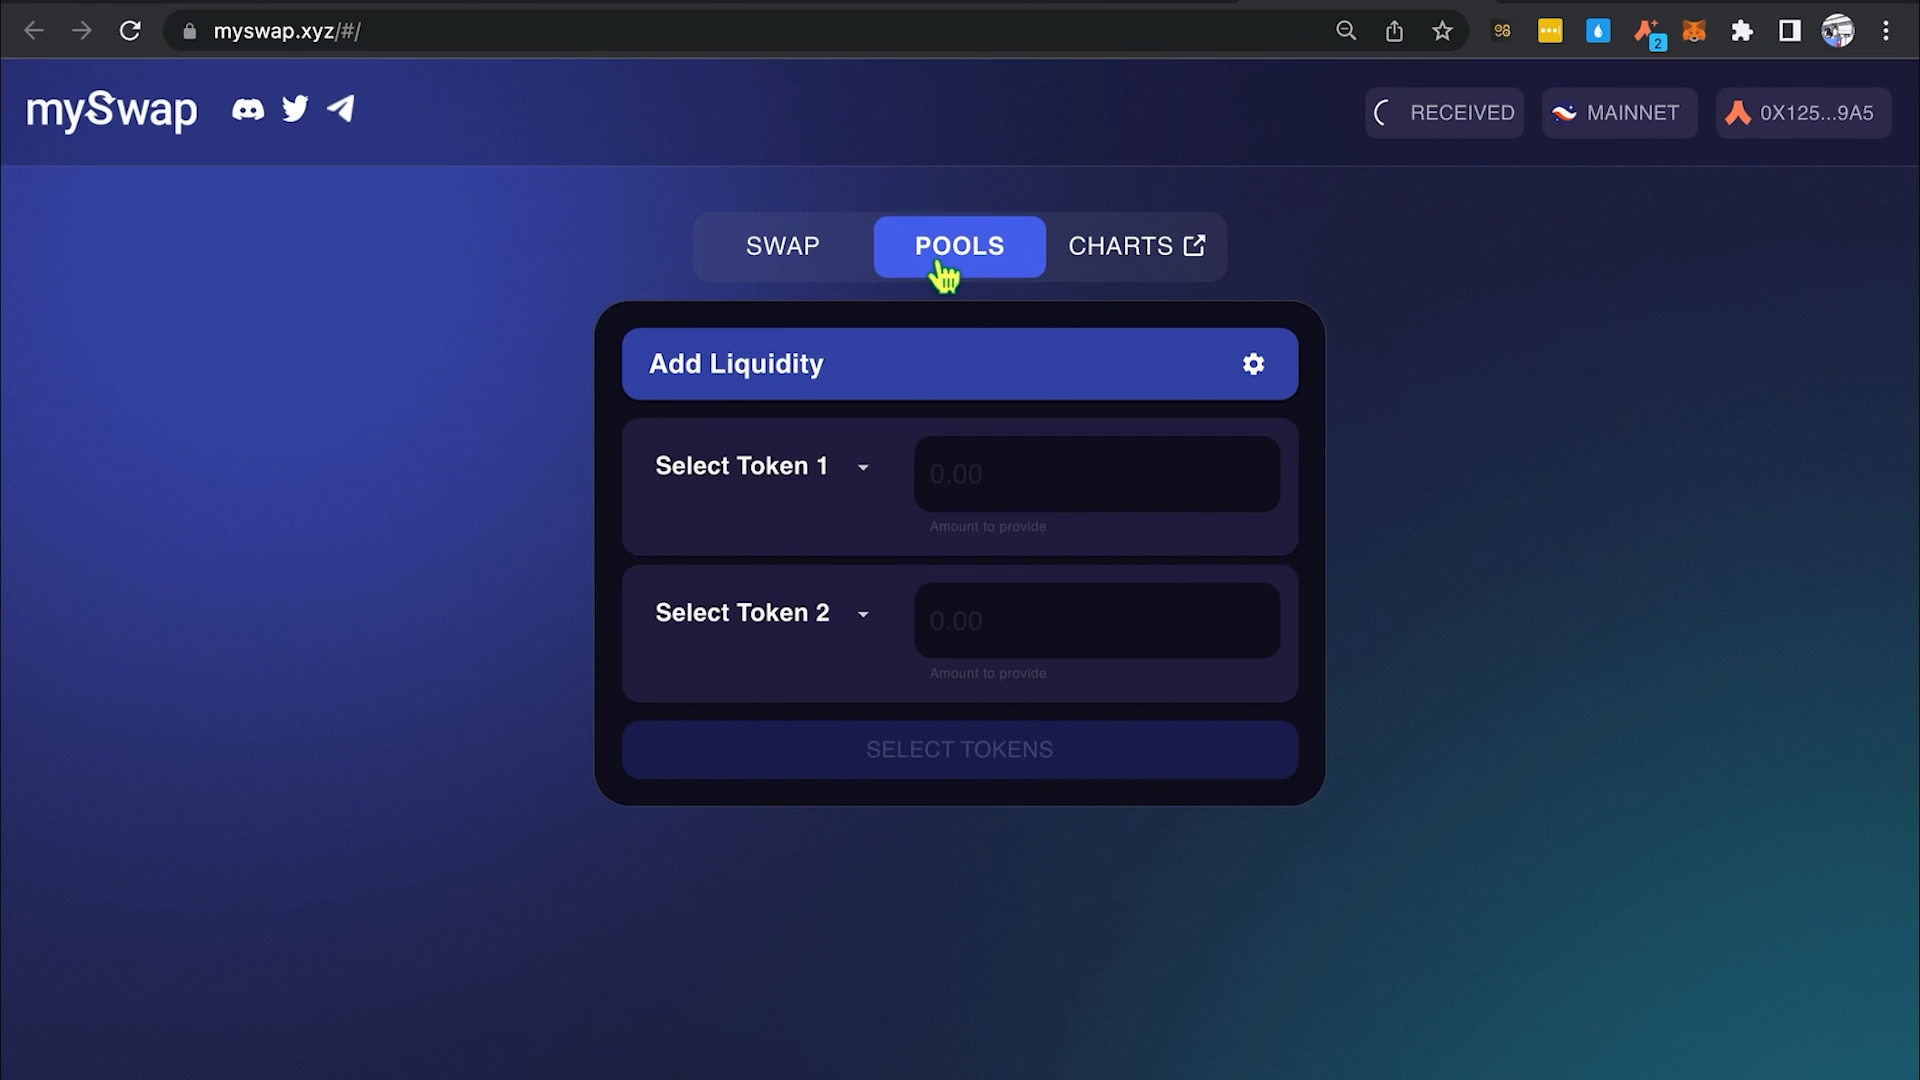 myswap.xyz/#/
2
mySwap
RECEIVED
MAINNET
0X125...9A5
SWAP
POOLS
CHARTS
Add Liquidity
Select Token 1
0.00
Amount to provide
Select Token 2
0.00
Amount to provide
SELECT TOKENS